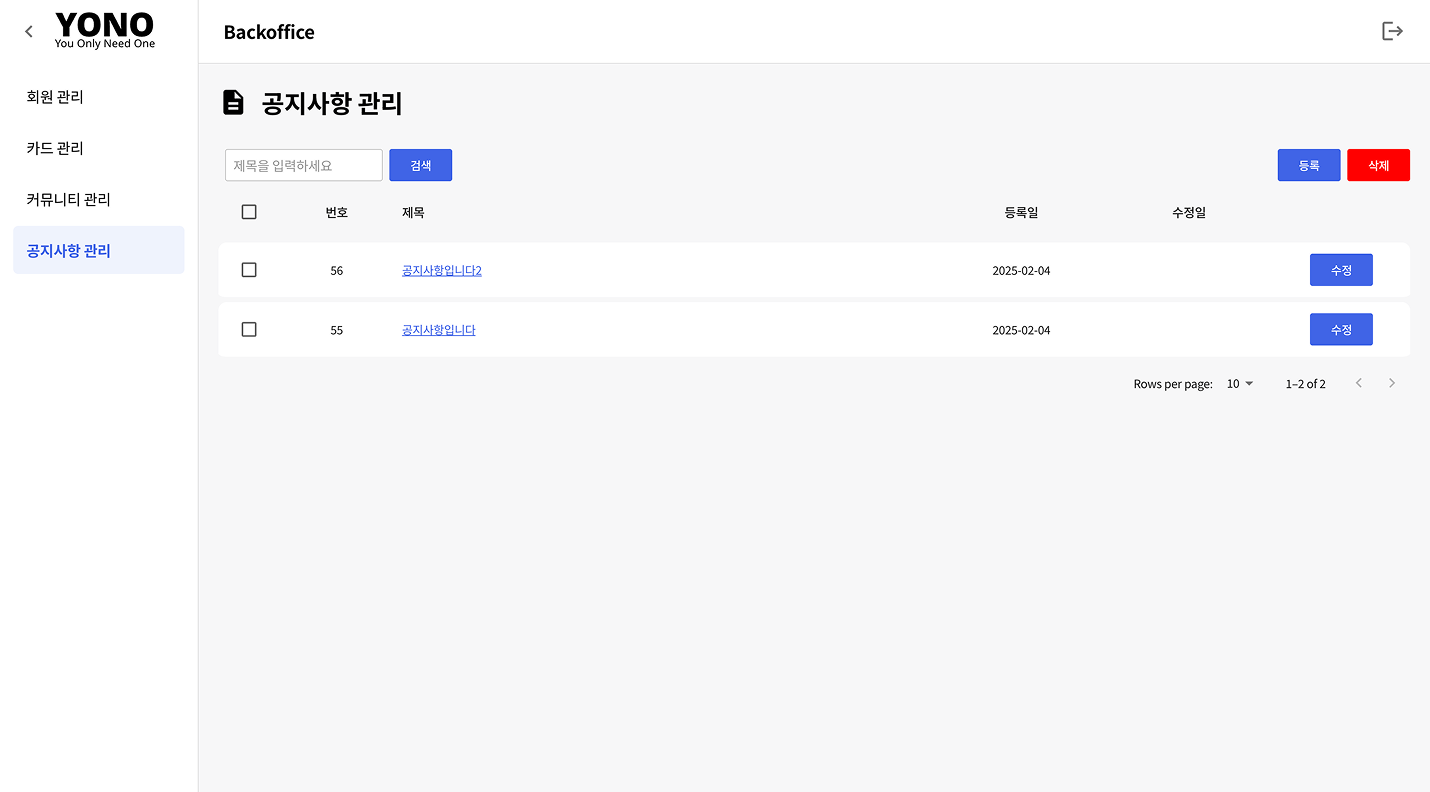 YONO
You Only Need One
Backoffice
회원 관리
카드 관리
커뮤니티 관리
공지사항 관리
공지사항 관리
제목을 입력하세요 검색 등록 삭제
번호 제목 등록일 수정일
56 공지사항입니다2 2025-02-04 수정
55 공지사항입니다 2025-02-04 수정
Rows per page: 10 1–2 of 2